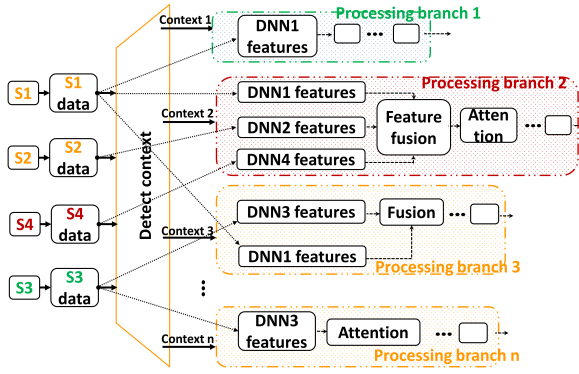 Context 1
Processing branch 1
DNN1
features
•••
S1
S1
data
Processing branch 2
DNN1 features
Context 2
DNN2 features
Feature
fusion
Atten
tion
•••
DNN4 features
S2
S2
data
Detect context
S4
S4
data
DNN3 features
Fusion
•••
Context 3
DNN1 features
Processing branch 3
S3
S3
data
⋮
DNN3
features
Attention
•••
Context n
Processing branch n